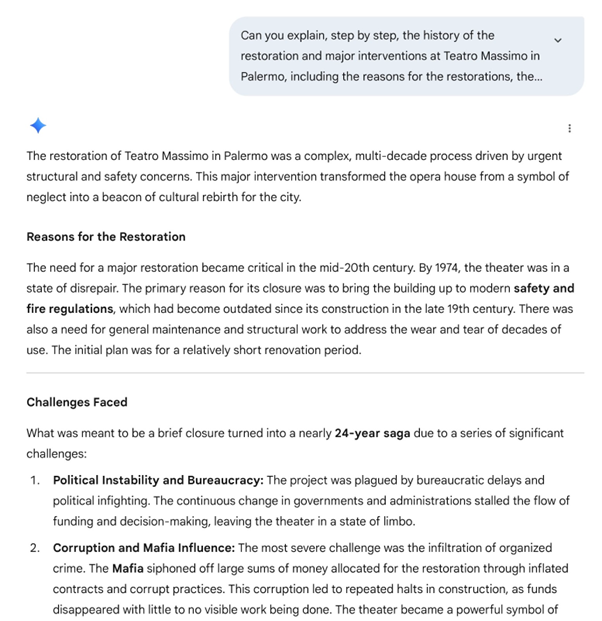 Can you explain, step by step, the history of the
restoration and major interventions at Teatro Massimo in
Palermo, including the reasons for the restorations, the...
The restoration of Teatro Massimo in Palermo was a complex, multi-decade process driven by urgent
structural and safety concerns. This major intervention transformed the opera house from a symbol of
neglect into a beacon of cultural rebirth for the city.
Reasons for the Restoration
The need for a major restoration became critical in the mid-20th century. By 1974, the theater was in a
state of disrepair. The primary reason for its closure was to bring the building up to modern safety and
fire regulations, which had become outdated since its construction in the late 19th century. There was
also a need for general maintenance and structural work to address the wear and tear of decades of
use. The initial plan was for a relatively short renovation period.
Challenges Faced
What was meant to be a brief closure turned into a nearly 24-year saga due to a series of significant
challenges:
1. Political Instability and Bureaucracy: The project was plagued by bureaucratic delays and
political infighting. The continuous change in governments and administrations stalled the flow of
funding and decision-making, leaving the theater in a state of limbo.
2. Corruption and Mafia Influence: The most severe challenge was the infiltration of organized
crime. The Mafia siphoned off large sums of money allocated for the restoration through inflated
contracts and corrupt practices. This corruption led to repeated halts in construction, as funds
disappeared with little to no visible work being done. The theater became a powerful symbol of